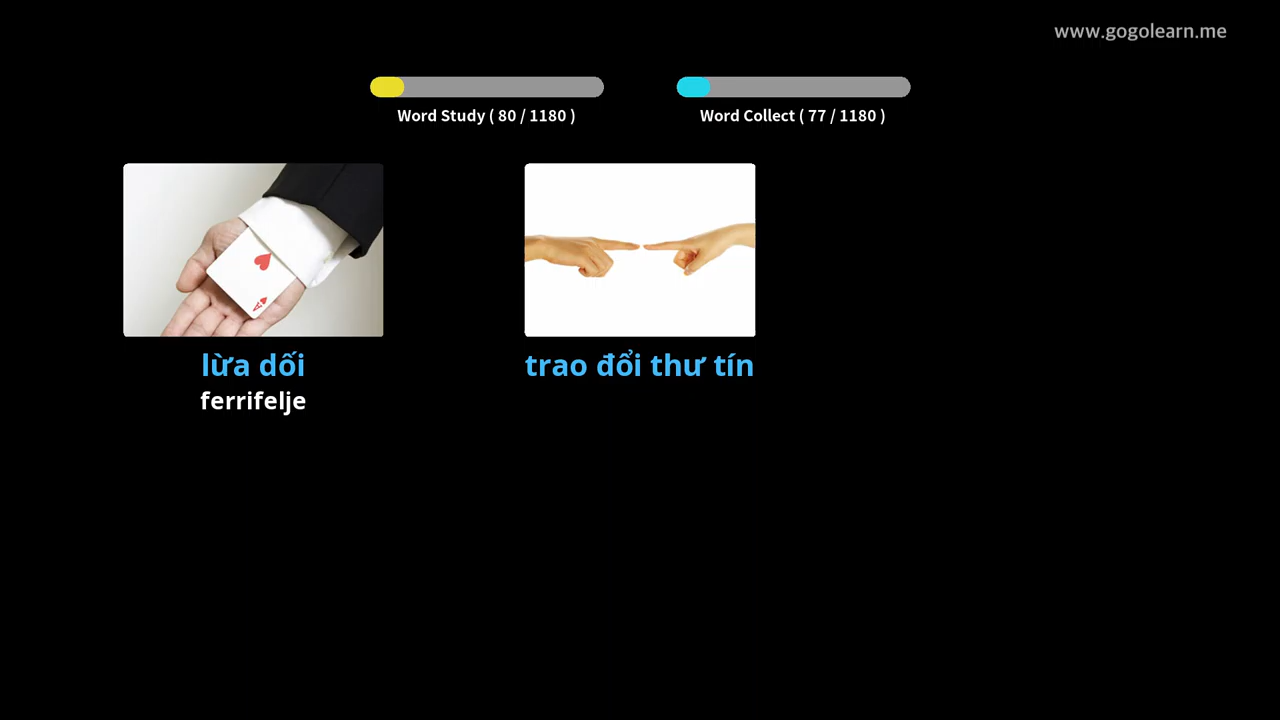 www.gogolearn.me
Word Study ( 80 / 1180 )
Word Collect ( 77 / 1180 )
lừa dối
ferrifelje
trao đổi thư tín